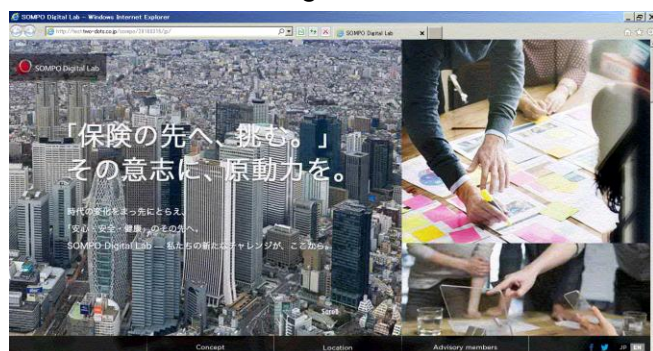 SOMPO Digital Lab - Windows Internet Explorer
SOMPO Digital Lab
SOMPO Digital Lab
「保険の先へ、挑む。」
その意志に、原動力を。
時代の変化をまっ先にとらえ、
「安心・安全・健康」のその先へ。
SOMPO Digital Lab ― 私たちの新たなチャレンジが、ここから。
Scroll
Concept
Location
Advisory members
JP EN